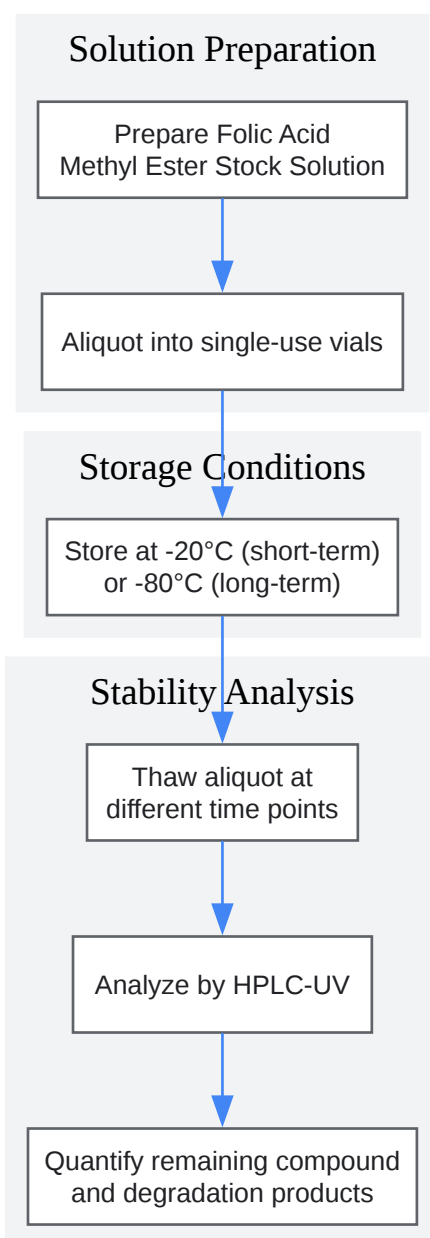 Solution Preparation
Prepare Folic Acid
Methyl Ester Stock Solution
Aliquot into single-use vials
Storage Conditions
Store at -20°C (short-term)
or -80°C (long-term)
Stability Analysis
Thaw aliquot at
different time points
Analyze by HPLC-UV
Quantify remaining compound
and degradation products